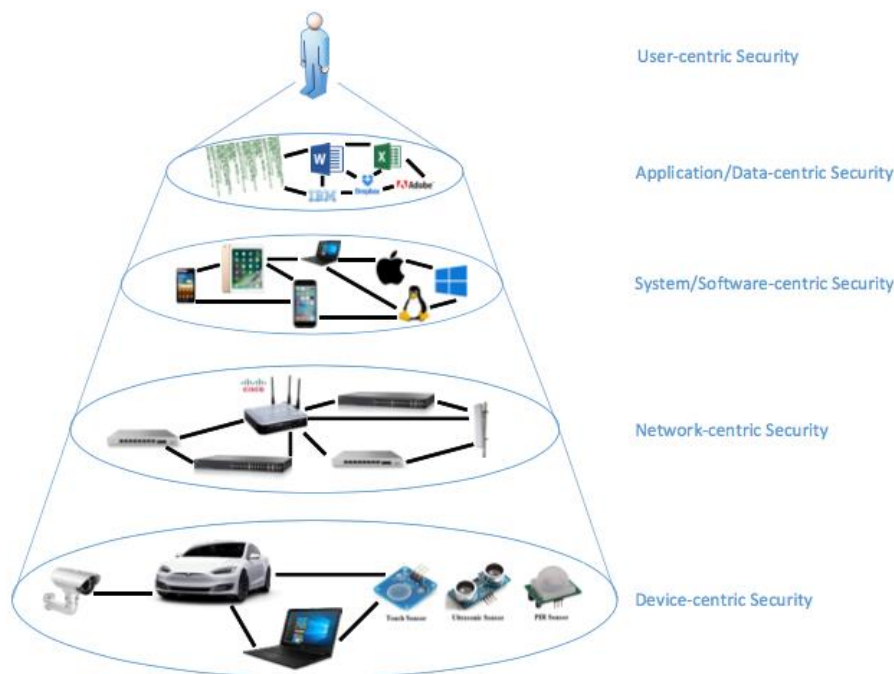 User-centric Security
W
X
Application/Data-centric Security
IBM
Dropbox
Adobe
System/Software-centric Security
CISCO
Network-centric Security
Touch Sensor
Ultrasonic Sensor
PIR Sensor
Device-centric Security